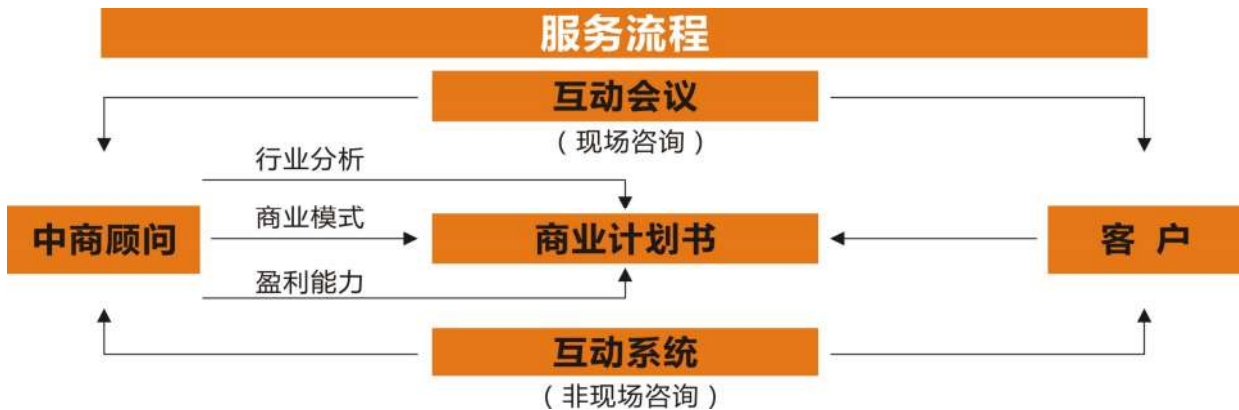 服务流程
互动会议
（现场咨询）
行业分析
商业模式
中商顾问
商业计划书
客 户
盈利能力
互动系统
（非现场咨询）